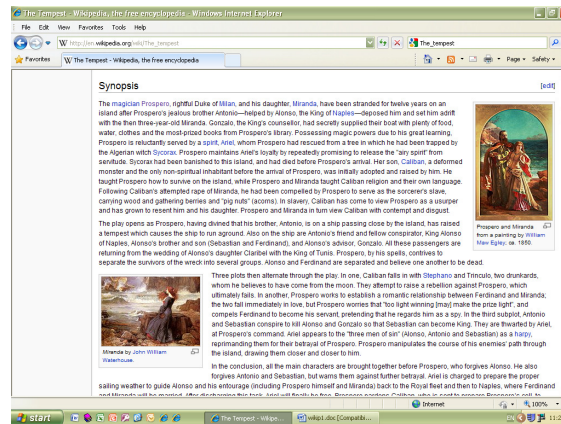 The Tempest - Wikipedia, the free encyclopedia - Windows Internet Explorer
File Edit View Favorites Tools Help
http://en.wikipedia.org/wiki/The_tempest
The_tempest
Favorites
The Tempest - Wikipedia, the free encyclopedia
Page
Safety
Synopsis
[edit]
The magician Prospero, rightful Duke of Milan, and his daughter, Miranda, have been stranded for twelve years on an
island after Prospero's jealous brother Antonio—helped by Alonso, the King of Naples—deposed him and set him adrift
with the then three-year-old Miranda. Gonzalo, the King's counsellor, had secretly supplied their boat with plenty of food,
water, clothes and the most-prized books from Prospero's library. Possessing magic powers due to his great learning,
Prospero is reluctantly served by a spirit, Ariel, whom Prospero had rescued from a tree in which he had been trapped by
the Algerian witch Sycorax. Prospero maintains Ariel's loyalty by repeatedly promising to release the "airy spirit" from
servitude. Sycorax had been banished to this island, and had died before Prospero's arrival. Her son, Caliban, a deformed
monster and the only non-spiritual inhabitant before the arrival of Prospero, was initially adopted and raised by him. He
taught Prospero how to survive on the island, while Prospero and Miranda taught Caliban religion and their own language.
Following Caliban's attempted rape of Miranda, he had been compelled by Prospero to serve as the sorcerer's slave,
carrying wood and gathering berries and "pig nuts" (acorns). In slavery, Caliban has come to view Prospero as a usurper
and has grown to resent him and his daughter. Prospero and Miranda in turn view Caliban with contempt and disgust.
Prospero and Miranda
from a painting by William
Maw Egley; ca. 1850.
The play opens as Prospero, having divined that his brother, Antonio, is on a ship passing close by the island, has raised
a tempest which causes the ship to run aground. Also on the ship are Antonio's friend and fellow conspirator, King Alonso
of Naples, Alonso's brother and son (Sebastian and Ferdinand), and Alonso's advisor, Gonzalo. All these passengers are
returning from the wedding of Alonso's daughter Claribel with the King of Tunis. Prospero, by his spells, contrives to
separate the survivors of the wreck into several groups. Alonso and Ferdinand are separated and believe one another to be dead.
Three plots then alternate through the play. In one, Caliban falls in with Stephano and Trinculo, two drunkards,
whom he believes to have come from the moon. They attempt to raise a rebellion against Prospero, which
ultimately fails. In another, Prospero works to establish a romantic relationship between Ferdinand and Miranda;
the two fall immediately in love, but Prospero worries that "too light winning [may] make the prize light", and
compels Ferdinand to become his servant, pretending that he regards him as a spy. In the third subplot, Antonio
and Sebastian conspire to kill Alonso and Gonzalo so that Sebastian can become King. They are thwarted by Ariel,
at Prospero's command. Ariel appears to the "three men of sin" (Alonso, Antonio and Sebastian) as a harpy,
reprimanding them for their betrayal of Prospero. Prospero manipulates the course of his enemies' path through
the island, drawing them closer and closer to him.
Miranda by John William
Waterhouse.
In the conclusion, all the main characters are brought together before Prospero, who forgives Alonso. He also
forgives Antonio and Sebastian, but warns them against further betrayal. Ariel is charged to prepare the proper
sailing weather to guide Alonso and his entourage (including Prospero himself and Miranda) back to the Royal fleet and then to Naples, where Ferdinand
and Miranda will be married. After discharging this task, Ariel will finally be free. Prospero pardons Caliban, who is sent to prepare Prospero's cell, to
Internet
100%
start
The Tempest - Wikipe...
wikip1.doc [Compatibi...
EN
11:2